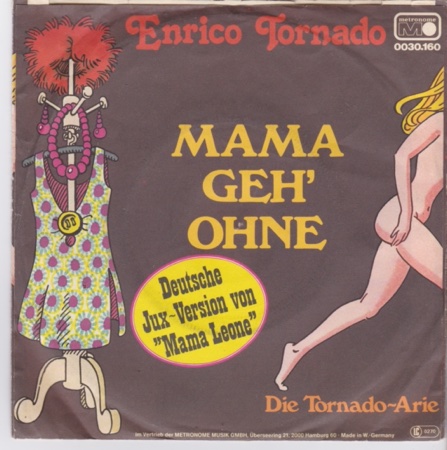 Enrico Tornado
metronome
0030.160
MAMA
GEH'
OHNE
Deutsche
Jux-Version von
"Mama Leone"
Die Tornado-Arie
Im Vertrieb der METRONOME MUSIK GMBH, Überseering 21, 2000 Hamburg 60 Made in W.-Germany